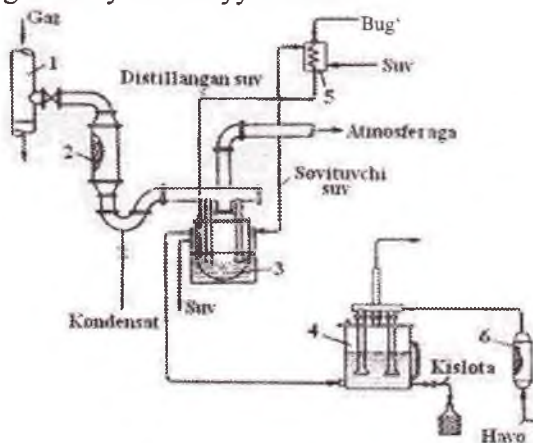 Gaz
Bug‘
1
Suv
Distillangan suv
5
2
Atmosferaga
Sovituvchi
suv
3
Kondensat
Suv
4
6
Kislota
Havo